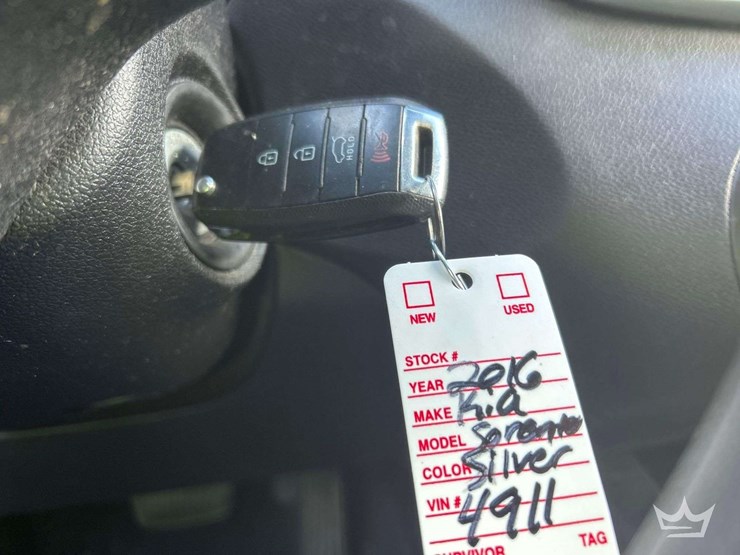 HOLD
NEW USED
STOCK #
YEAR 2016
MAKE Kia
MODEL Sorento
COLOR Silver
VIN # 4911
TAG